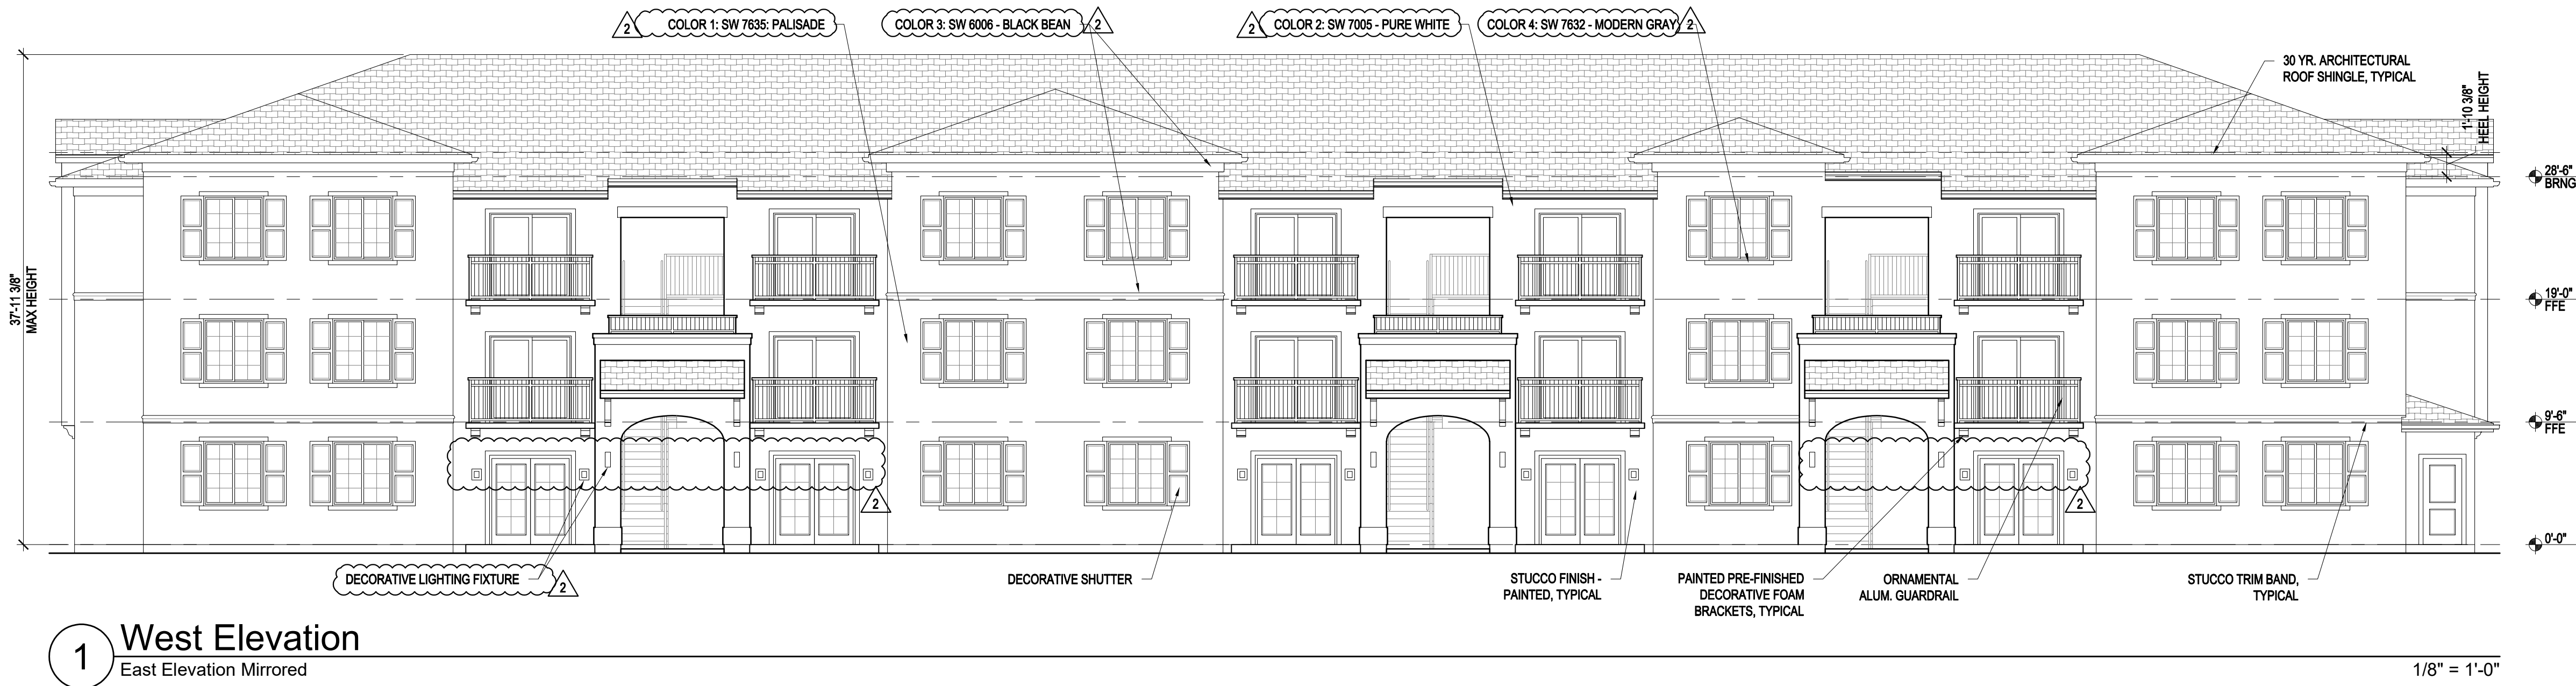 2
COLOR 1: SW 7635: PALISADE
COLOR 3: SW 6006 - BLACK BEAN
2
2
COLOR 2: SW 7005 - PURE WHITE
COLOR 4: SW 7632 - MODERN GRAY
2
30 YR. ARCHITECTURAL
ROOF SHINGLE, TYPICAL
1'-10 3/8"
HEEL HEIGHT
28'-6"
BRNG
37'-11 3/8"
MAX HEIGHT
19'-0"
FFE
9'-6"
FFE
2
2
0'-0"
DECORATIVE LIGHTING FIXTURE
2
DECORATIVE SHUTTER
STUCCO FINISH -
PAINTED, TYPICAL
PAINTED PRE-FINISHED
DECORATIVE FOAM
BRACKETS, TYPICAL
ORNAMENTAL
ALUM. GUARDRAIL
STUCCO TRIM BAND,
TYPICAL
1
West Elevation
East Elevation Mirrored
1/8" = 1'-0"